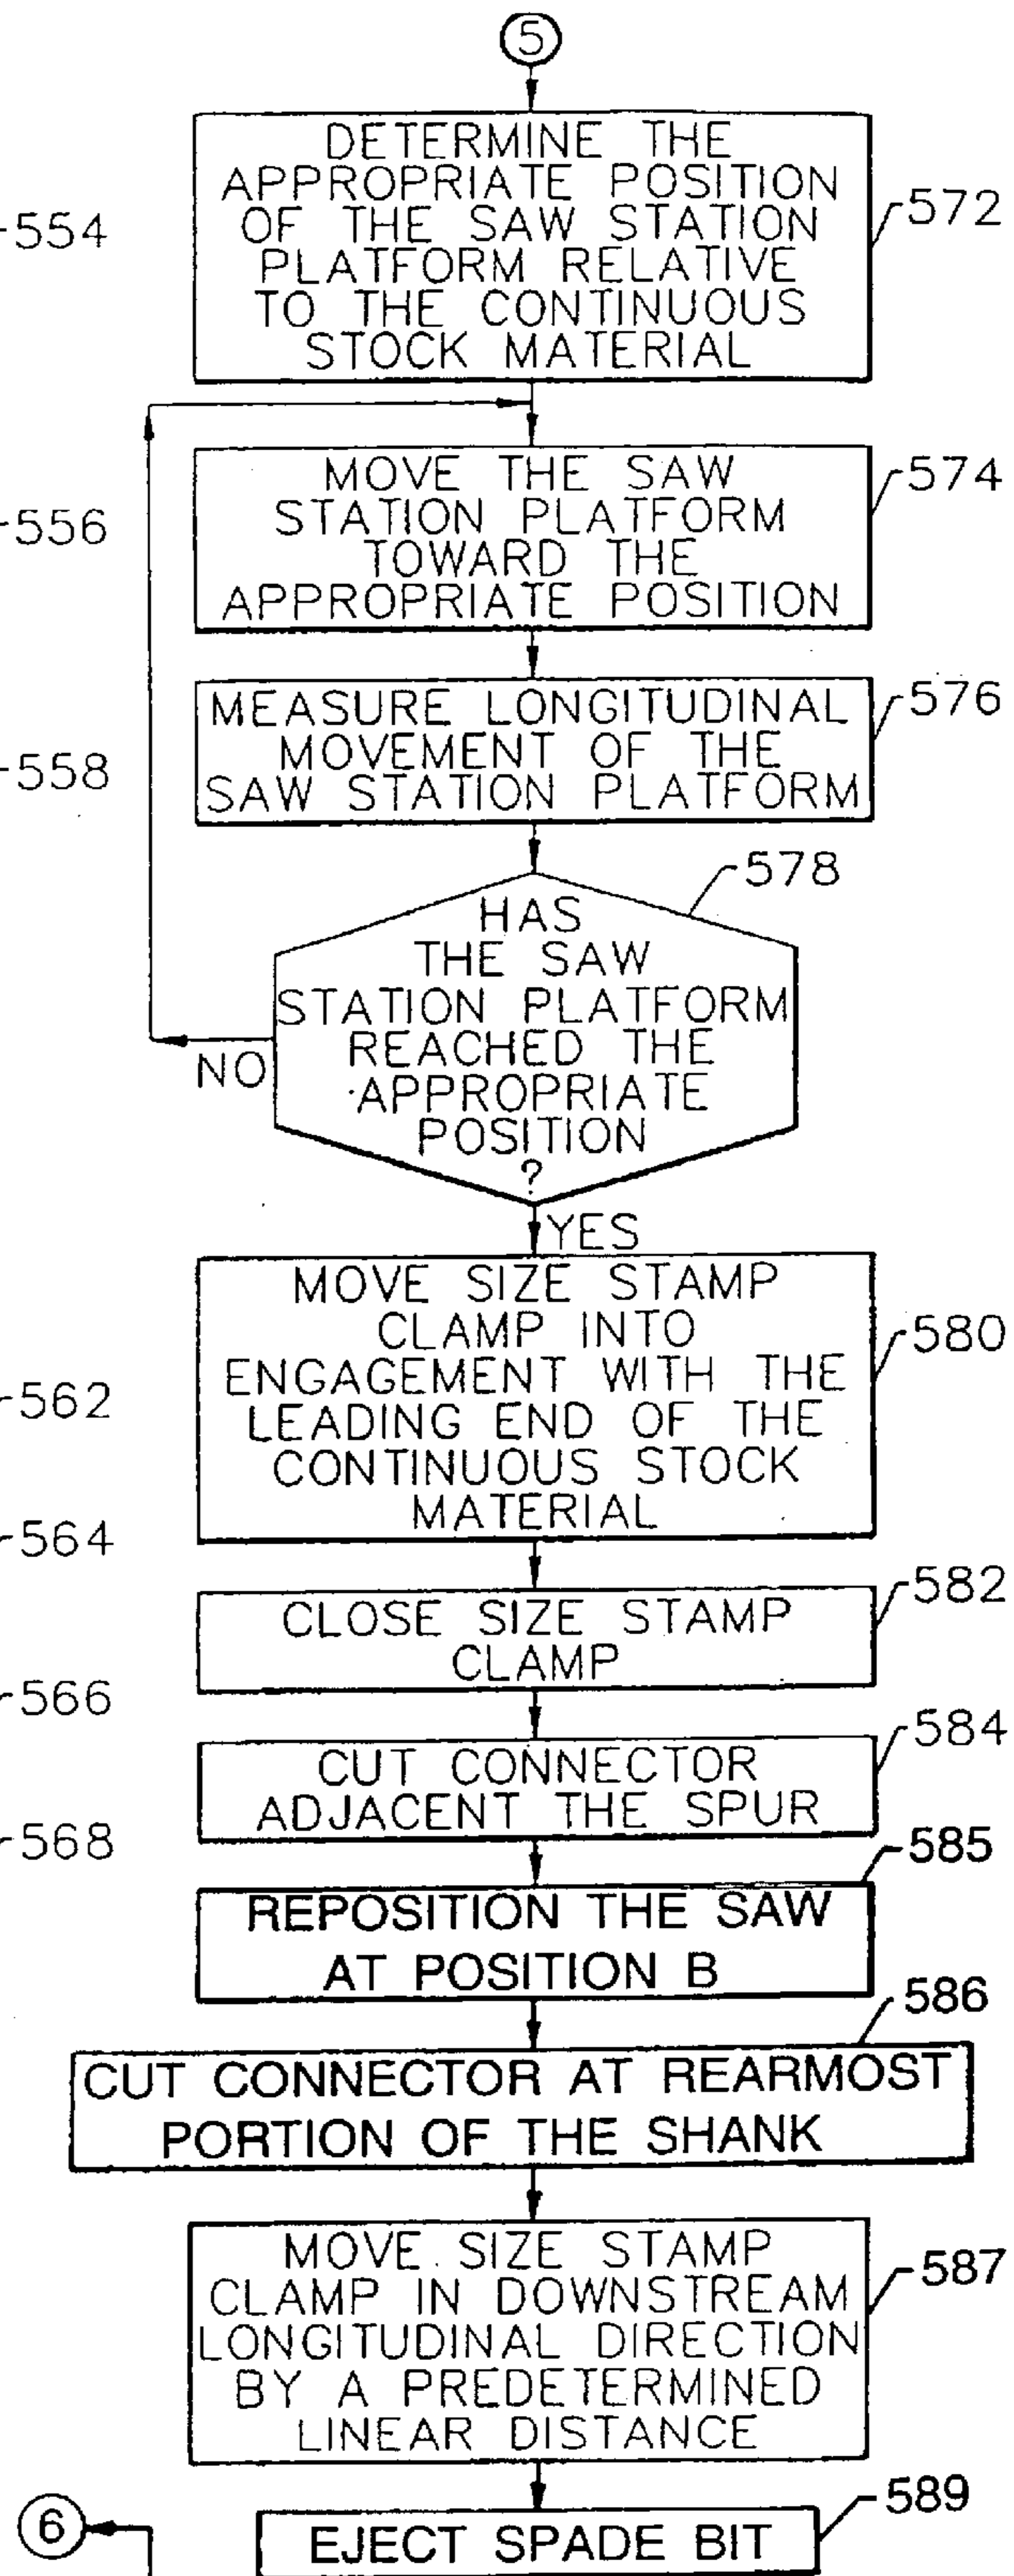 5
DETERMINE THE
APPROPRIATE POSITION
OF THE SAW STATION
PLATFORM RELATIVE
TO THE CONTINUOUS
STOCK MATERIAL
572
554
MOVE THE SAW
STATION PLATFORM
TOWARD THE
APPROPRIATE POSITION
574
556
MEASURE LONGITUDINAL
MOVEMENT OF THE
SAW STATION PLATFORM
576
558
HAS
THE SAW
STATION PLATFORM
REACHED THE
APPROPRIATE
POSITION
?
578
NO
YES
MOVE SIZE STAMP
CLAMP INTO
ENGAGEMENT WITH THE
LEADING END OF THE
CONTINUOUS STOCK
MATERIAL
580
562
564
CLOSE SIZE STAMP
CLAMP
582
566
CUT CONNECTOR
ADJACENT THE SPUR
584
568
REPOSITION THE SAW
AT POSITION B
585
CUT CONNECTOR AT REARMOST
PORTION OF THE SHANK
586
MOVE SIZE STAMP
CLAMP IN DOWNSTREAM
LONGITUDINAL DIRECTION
BY A PREDETERMINED
LINEAR DISTANCE
587
6
EJECT SPADE BIT
589